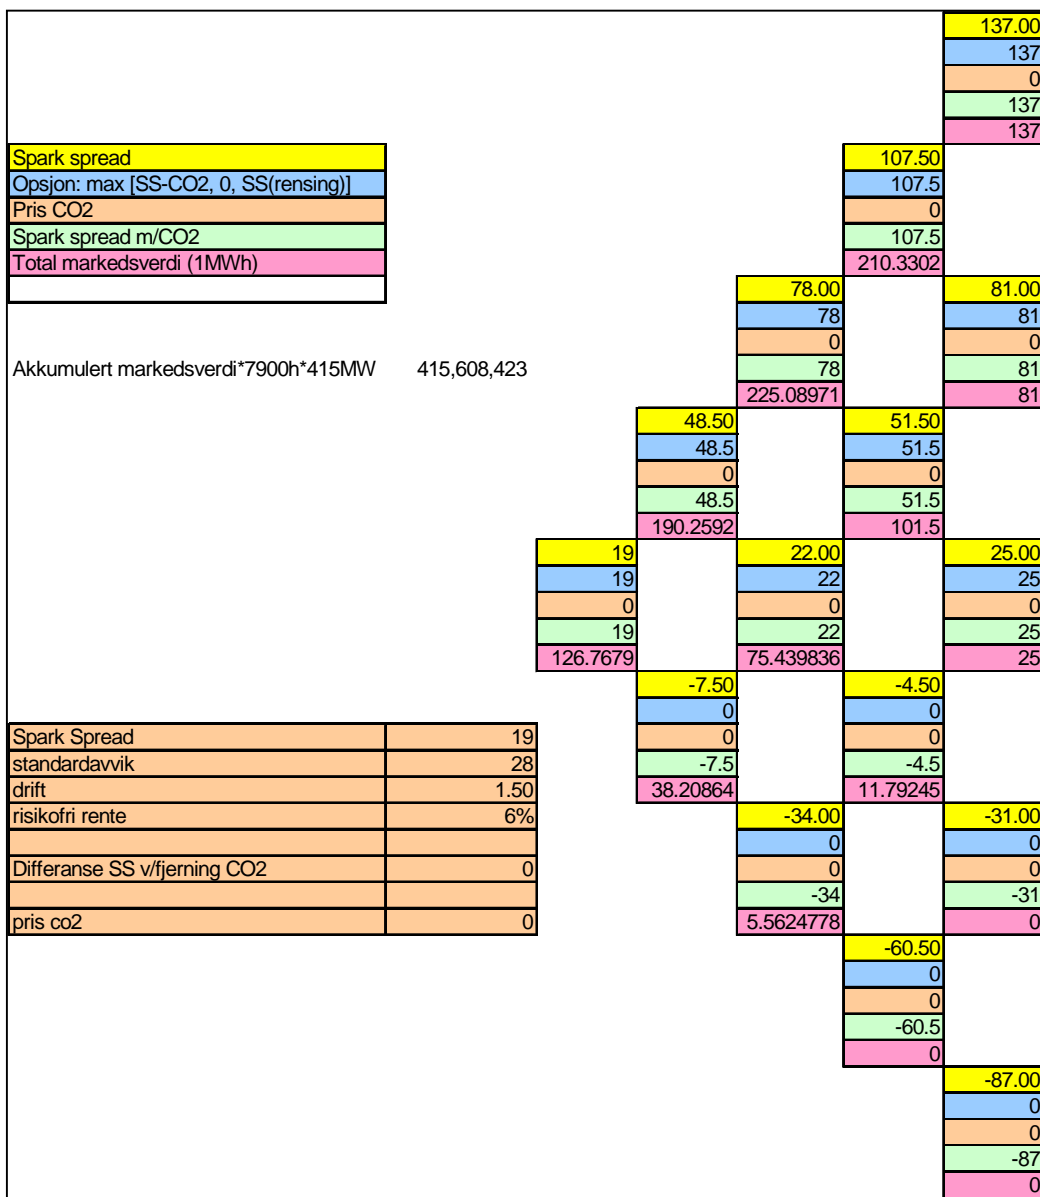 137.00
137
0
137
137
Spark spread 107.50
Opsjon: max [SS-CO2, 0, SS(rensing)] 107.5
Pris CO2 0
Spark spread m/CO2 107.5
Total markedsverdi (1MWh) 210.3302
78.00 81.00
78 81
0 0
Akkumulert markedsverdi*7900h*415MW 415,608,423 78 81
225.08971 81
48.50 51.50
48.5 51.5
0 0
48.5 51.5
190.2592 101.5
19 22.00 25.00
19 22 25
0 0 0
19 22 25
126.7679 75.439836 25
-7.50 -4.50
0 0
Spark Spread 19 0 0
standardavvik 28 -7.5 -4.5
drift 1.50 38.20864 11.79245
risikofri rente 6% -34.00 -31.00
0 0
Differanse SS v/fjerning CO2 0 0 0
-34 -31
pris co2 0 5.5624778 0
-60.50
0
0
-60.5
0
-87.00
0
0
-87
0